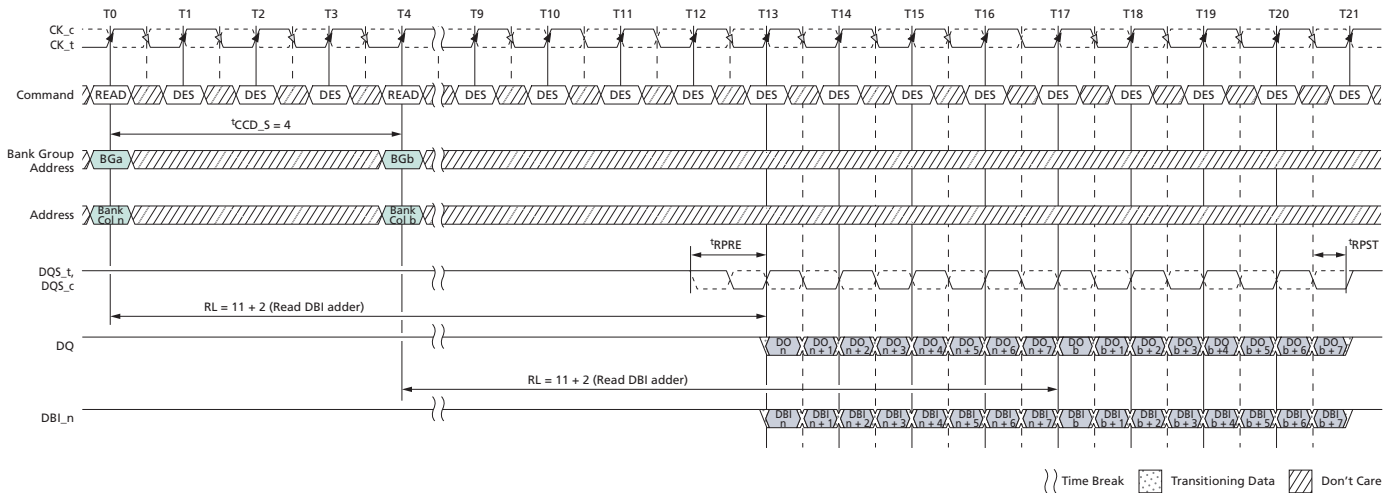 T0 T1 T2 T3 T4 T9 T10 T11 T12 T13 T14 T15 T16 T17 T18 T19 T20 T21
CK_c
CK_t
Command READ DES DES DES READ DES DES DES DES DES DES DES DES DES DES DES DES DES
tCCD_S = 4
Bank Group
Address
BGa BGb
Address
Bank
Col n
Bank
Col b
tRPRE tRPST
DQS_t,
DQS_c
RL = 11 + 2 (Read DBI adder)
DQ
DO
n
DO
n + 1
DO
n + 2
DO
n + 3
DO
n + 4
DO
n + 5
DO
n + 6
DO
n + 7
DO
b
DO
b + 1
DO
b + 2
DO
b + 3
DO
b +4
DO
b + 5
DO
b + 6
DO
b + 7
RL = 11 + 2 (Read DBI adder)
DBI_n
DBI
n
DBI
n + 1
DBI
n + 2
DBI
n + 3
DBI
n + 4
DBI
n + 5
DBI
n + 6
DBI
n + 7
DBI
b
DBI
b + 1
DBI
b + 2
DBI
b + 3
DBI
b + 4
DBI
b + 5
DBI
b + 6
DBI
b + 7
Time Break Transitioning Data Don't Care